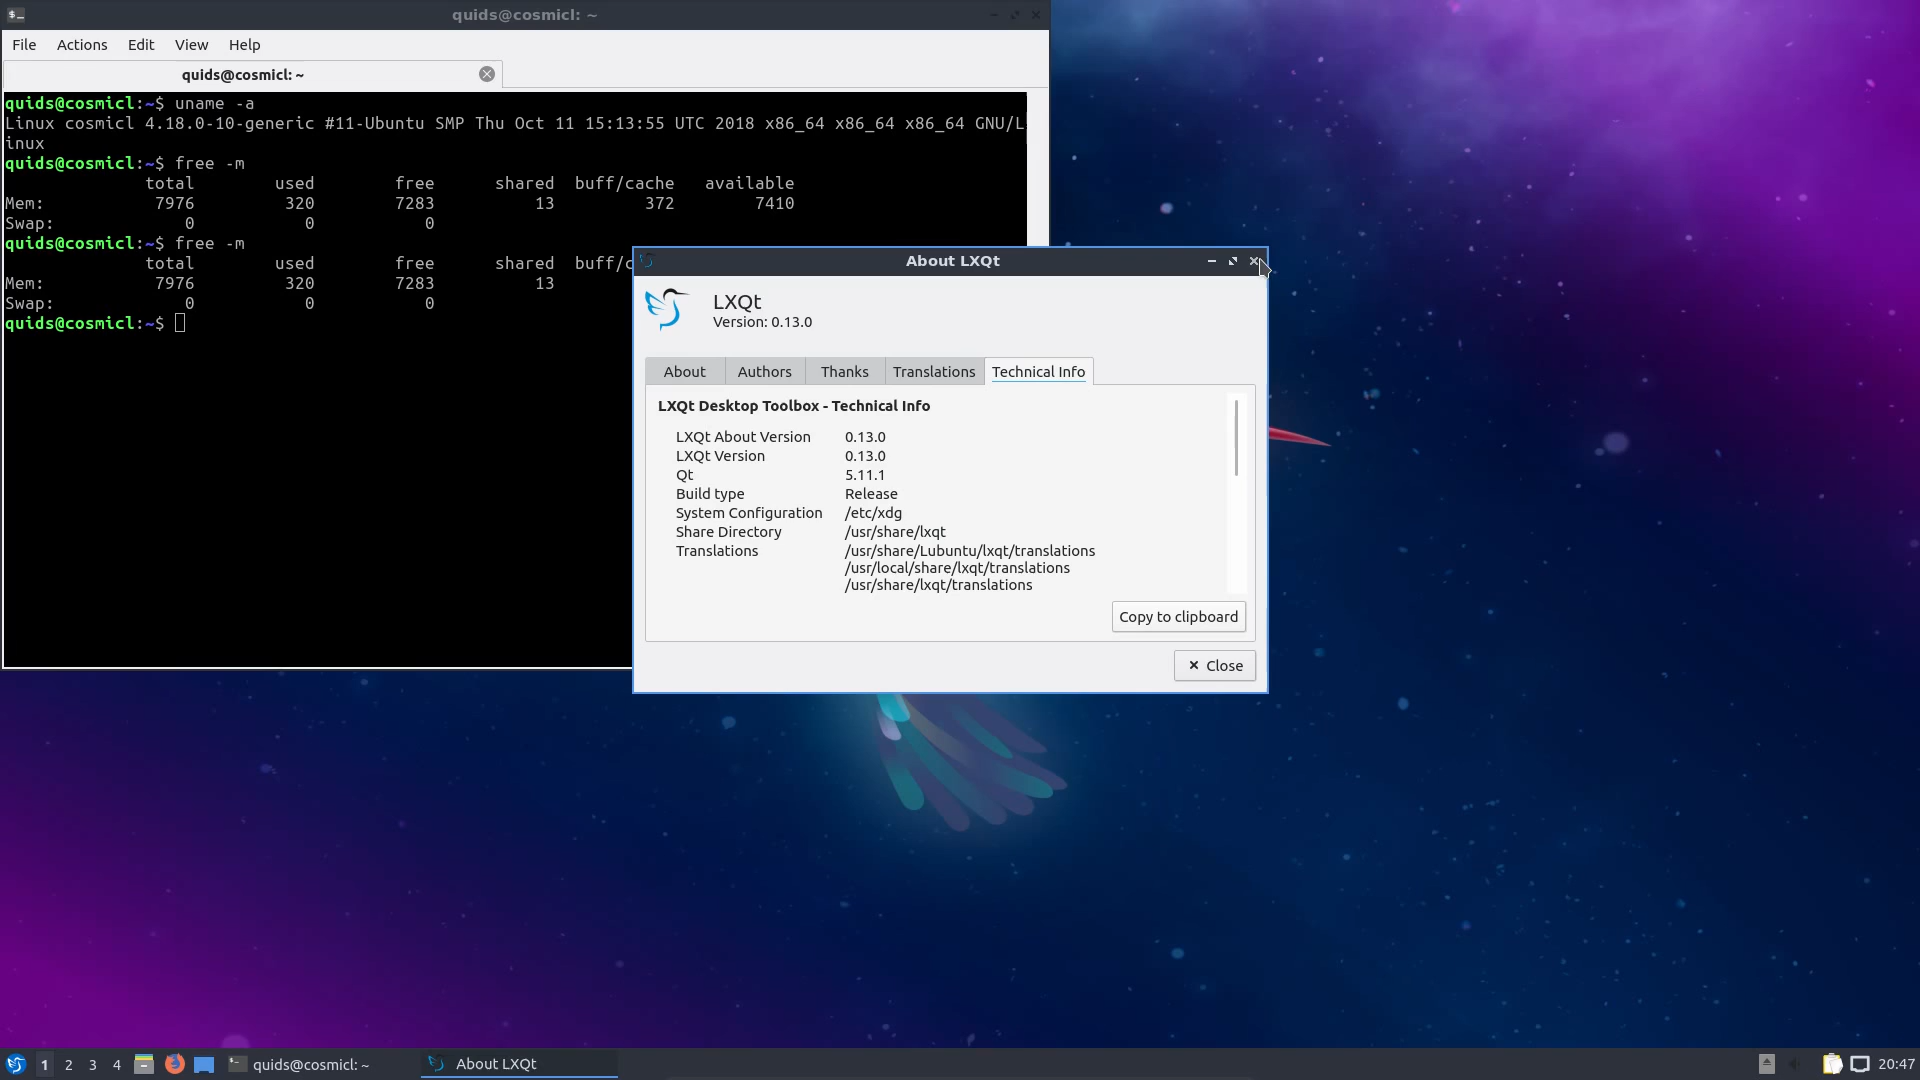 quids@cosmicl: ~
File Actions Edit View Help
quids@cosmicl: ~
quids@cosmicl:~$ uname -a
Linux cosmicl 4.18.0-10-generic #11-Ubuntu SMP Thu Oct 11 15:13:55 UTC 2018 x86_64 x86_64 x86_64 GNU/L
inux
quids@cosmicl:~$ free -m
total used free shared buff/cache available
Mem: 7976 320 7283 13 372 7410
Swap: 0 0 0
quids@cosmicl:~$ free -m
total used free shared buff/c
Mem: 7976 320 7283 13
Swap: 0 0 0
quids@cosmicl:~$
About LXQt
LXQt
Version: 0.13.0
About Authors Thanks Translations Technical Info
LXQt Desktop Toolbox - Technical Info
LXQt About Version 0.13.0
LXQt Version 0.13.0
Qt 5.11.1
Build type Release
System Configuration /etc/xdg
Share Directory /usr/share/lxqt
Translations /usr/share/Lubuntu/lxqt/translations
/usr/local/share/lxqt/translations
/usr/share/lxqt/translations
Copy to clipboard
Close
1 2 3 4 quids@cosmicl: ~ About LXQt 20:47